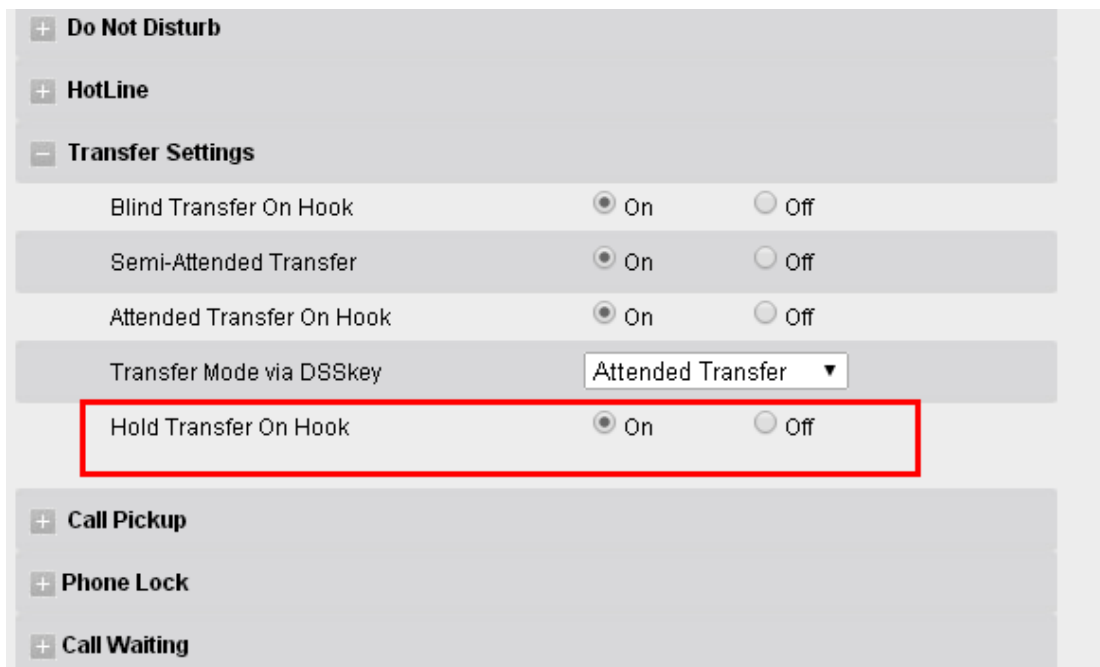 Do Not Disturb
HotLine
Transfer Settings
Blind Transfer On Hook On Off
Semi-Attended Transfer On Off
Attended Transfer On Hook On Off
Transfer Mode via DSSkey Attended Transfer
Hold Transfer On Hook On Off
Call Pickup
Phone Lock
Call Waiting